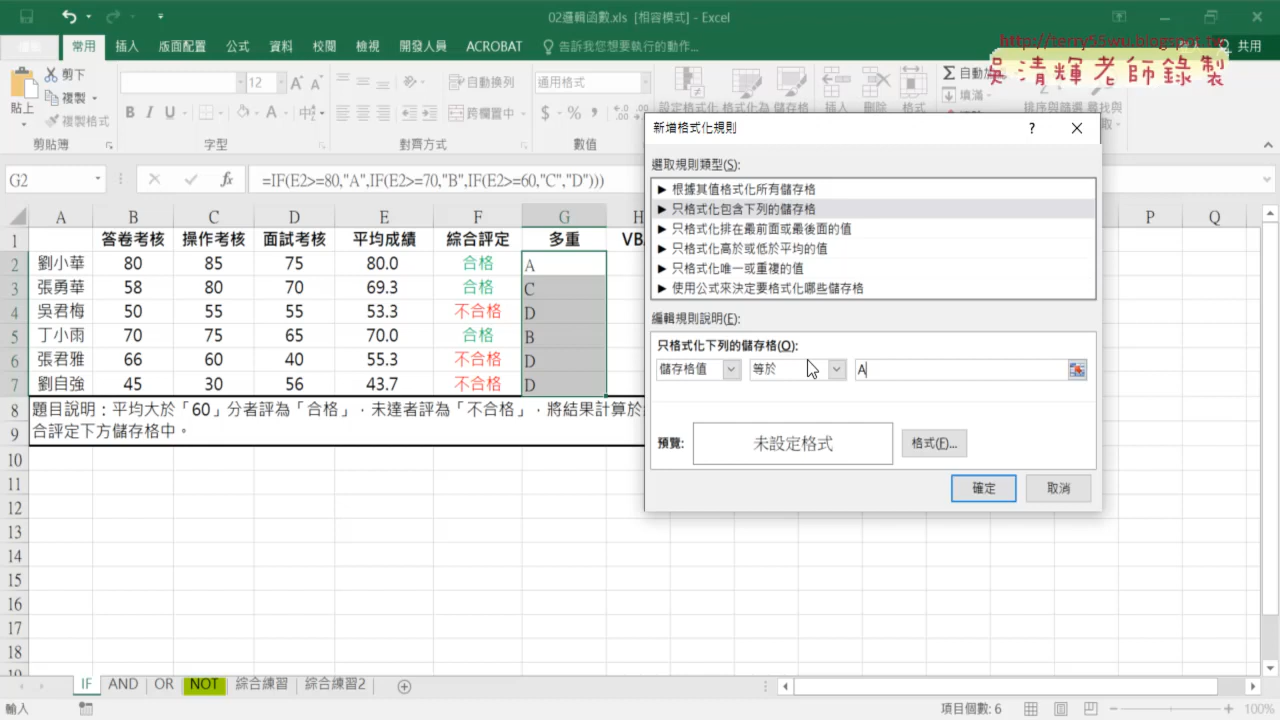 02邏輯函數.xls [相容模式] - Excel
常用 插入 版面配置 公式 資料 校閱 檢視 開發人員 ACROBAT 告訴我您想要執行的動作... 共用
http://terry55wu.blogspot.tw
吳清輝老師錄製
貼上 剪下 複製 複製格式 剪貼簿
12 字型
自動換列 跨欄置中 對齊方式
通用格式 數值
設定格式化 格式化為 儲存格 插入 刪除 格式
填滿 排序與篩選 尋找與
G2 =IF(E2>=80,"A",IF(E2>=70,"B",IF(E2>=60,"C","D")))
A B C D E F G H P Q
1 答卷考核 操作考核 面試考核 平均成績 綜合評定 多重
2 劉小華 80 85 75 80.0 合格 A
3 張勇華 58 80 70 69.3 合格 C
4 吳君梅 50 55 55 53.3 不合格 D
5 丁小雨 70 75 65 70.0 合格 B
6 張君雅 66 60 40 55.3 不合格 D
7 劉自強 45 30 56 43.7 不合格 D
8 題目說明：平均大於「60」分者評為「合格」，未達者評為「不合格」，將結果計算於
9 合評定下方儲存格中。
10
11
12
13
14
15
16
17
18
新增格式化規則 ?
選取規則類型(S):
► 根據其值格式化所有儲存格
► 只格式化包含下列的儲存格
► 只格式化排在最前面或最後面的值
► 只格式化高於或低於平均的值
► 只格式化唯一或重複的值
► 使用公式來決定要格式化哪些儲存格
編輯規則說明(E):
只格式化下列的儲存格(O):
儲存格值 等於 A
預覽: 未設定格式 格式(F)...
確定 取消
IF AND OR NOT 綜合練習 綜合練習2
輸入 項目個數: 6 100%